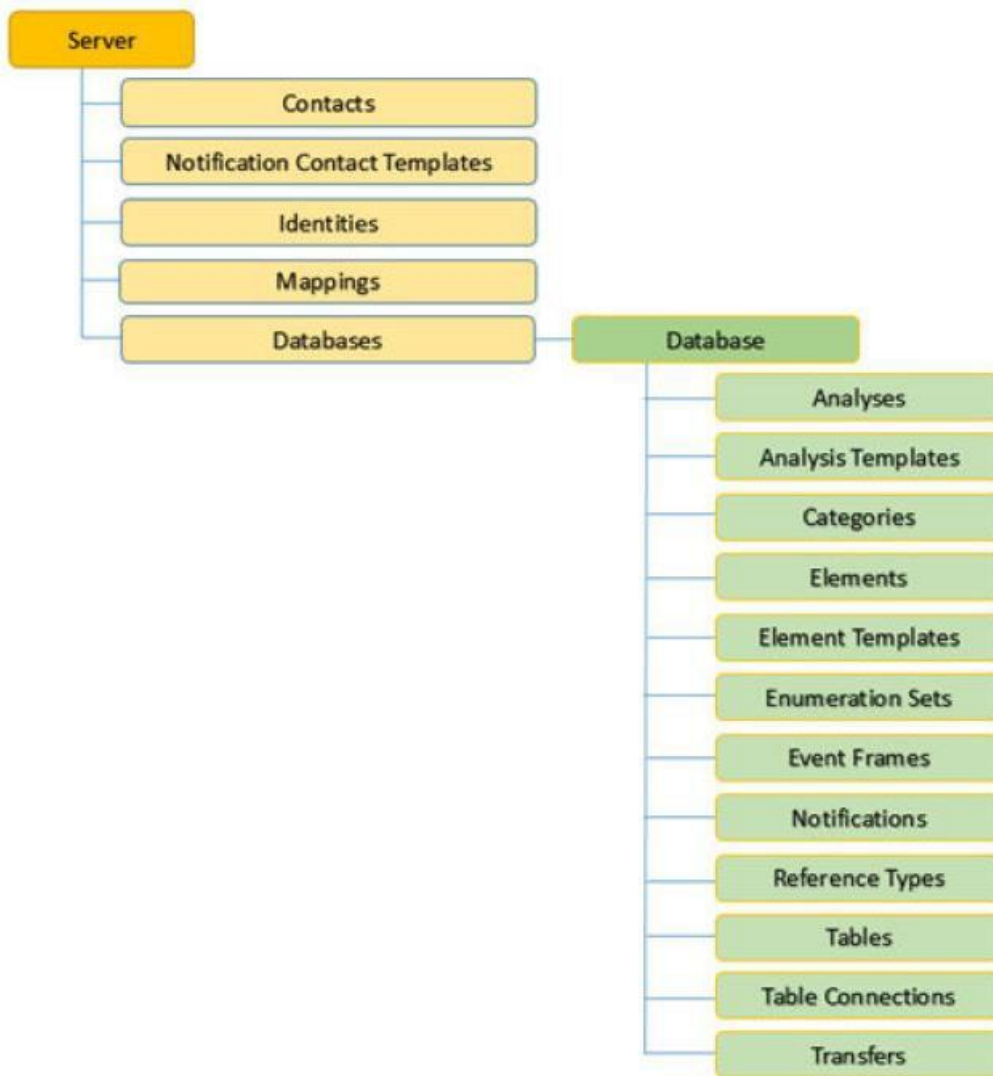 Server
Contacts
Notification Contact Templates
Identities
Mappings
Databases
Database
Analyses
Analysis Templates
Categories
Elements
Element Templates
Enumeration Sets
Event Frames
Notifications
Reference Types
Tables
Table Connections
Transfers